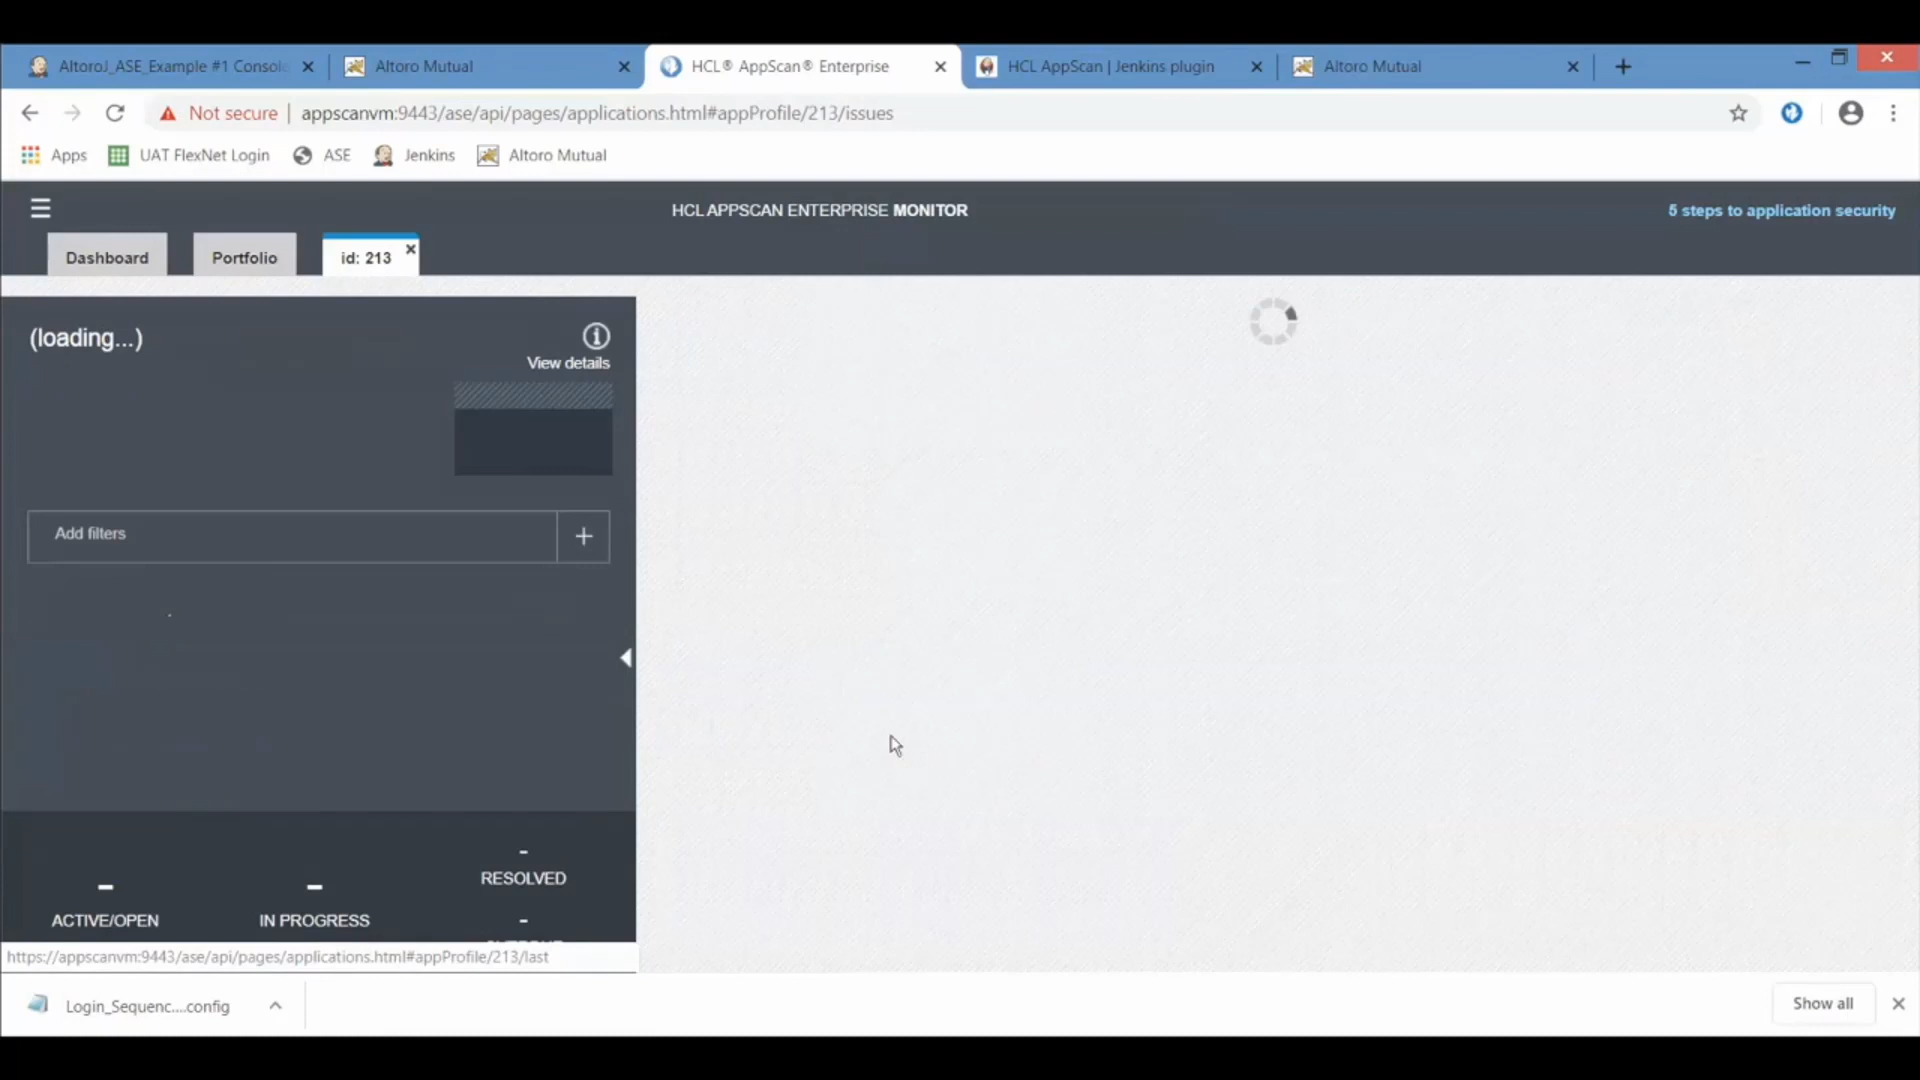 AltoroJ_ASE_Example #1 Consol
Altoro Mutual
HCL® AppScan® Enterprise
HCL AppScan | Jenkins plugin
Altoro Mutual
Not secure
appscanvm:9443/ase/api/pages/applications.html#appProfile/213/issues
Apps
UAT FlexNet Login
ASE
Jenkins
Altoro Mutual
HCL APPSCAN ENTERPRISE MONITOR
5 steps to application security
Dashboard
Portfolio
id: 213
(loading...)
View details
Add filters
-
RESOLVED
-
ACTIVE/OPEN
-
IN PROGRESS
-
https://appscanvm:9443/ase/api/pages/applications.html#appProfile/213/last
Login_Sequenc....config
Show all